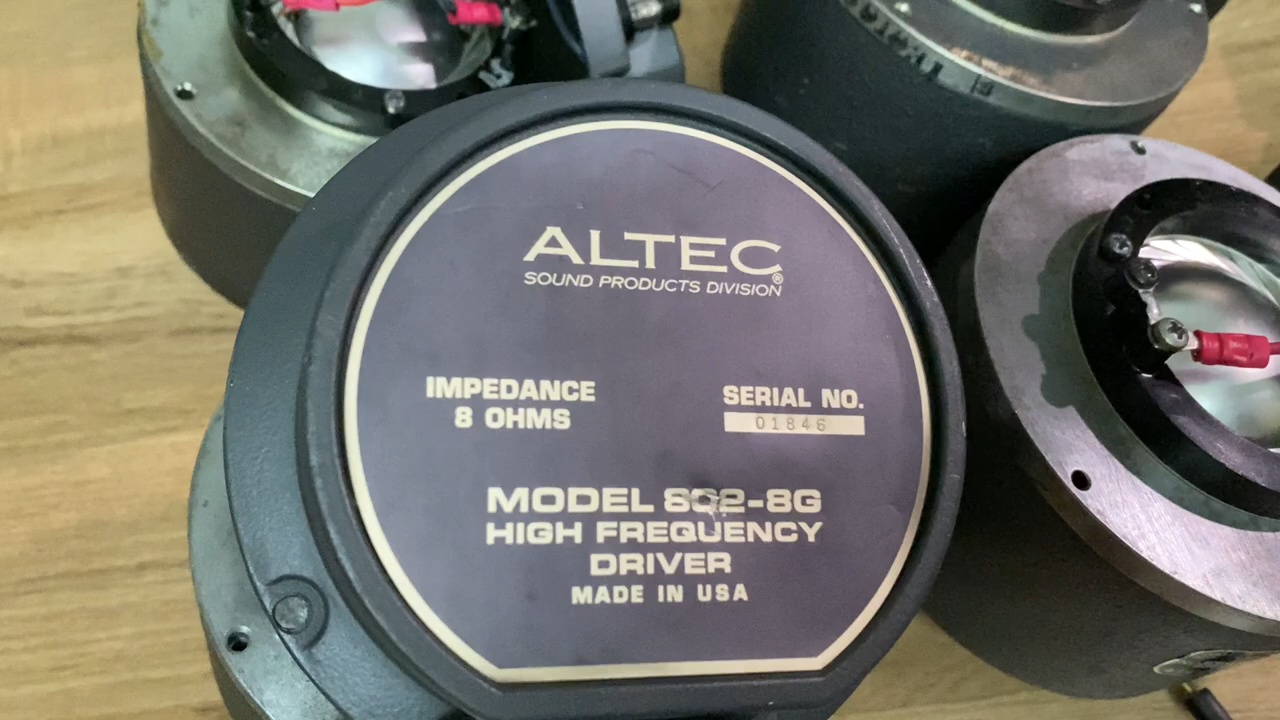 ALTEC®
SOUND PRODUCTS DIVISION
IMPEDANCE
8 OHMS
SERIAL NO.
01846
MODEL 802-8G
HIGH FREQUENCY
DRIVER
MADE IN USA